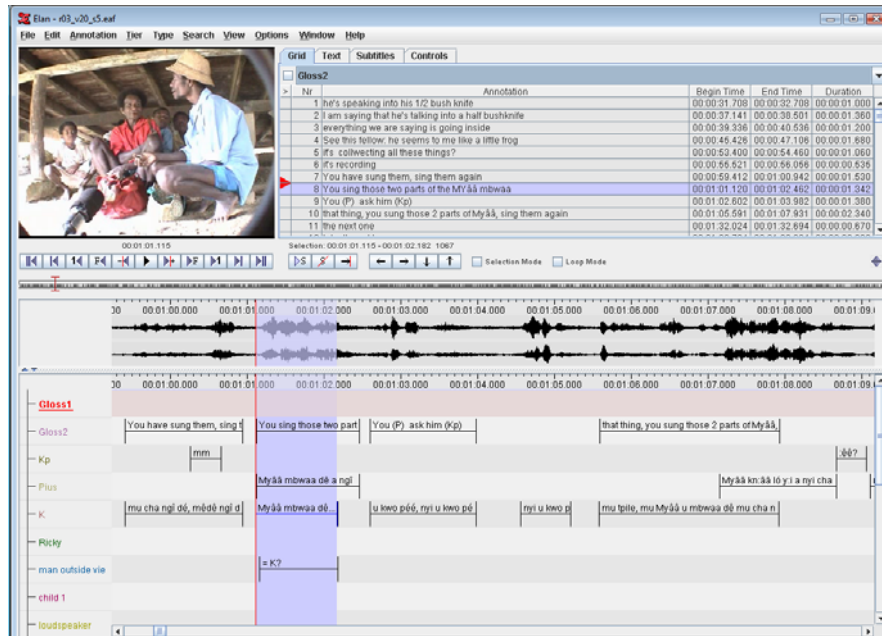 Elan - r03_v20_s5.eaf
File Edit Annotation Tier Type Search View Options Window Help
Grid Text Subtitles Controls
Gloss2
> Nr Annotation Begin Time End Time Duration
1 he's speaking into his 1/2 bush knife 00:00:31.708 00:00:32.708 00:00:01.000
2 I am saying that he's talking into a half bushknife 00:00:37.141 00:00:38.501 00:00:01.360
3 everything we are saying is going inside 00:00:39.336 00:00:40.536 00:00:01.200
4 See this fellow: he seems to me like a little frog 00:00:45.426 00:00:47.106 00:00:01.680
5 it's collwecting all these things? 00:00:53.400 00:00:54.460 00:00:01.060
6 it's recording 00:00:55.521 00:00:56.056 00:00:00.535
7 You have sung them, sing them again 00:00:59.412 00:01:00.942 00:00:01.530
8 You sing those two parts of the MYââ mbwaa 00:01:01.120 00:01:02.462 00:00:01.342
9 You (P) ask him (Kp) 00:01:02.602 00:01:03.982 00:00:01.380
10 that thing, you sung those 2 parts of Myââ, sing them again 00:01:05.591 00:01:07.931 00:00:02.340
11 the next one 00:01:32.024 00:01:32.694 00:00:00.670
00:01:01.115
Selection: 00:01:01.115 - 00:01:02.182 1067
Selection Mode Loop Mode
00:01:00.000 00:01:02.000 00:01:03.000 00:01:04.000 00:01:05.000 00:01:06.000 00:01:07.000 00:01:08.000 00:01:09.
00:01:00.000 00:01:02.000 00:01:03.000 00:01:04.000 00:01:05.000 00:01:06.000 00:01:07.000 00:01:08.000 00:01:09.
Gloss1
Gloss2 You have sung them, sing t You sing those two part You (P) ask him (Kp) that thing, you sung those 2 parts of Myââ,
Kp mm :êê?
Pius Myââ mbwaa dê a ngî Myââ kn:ââ ló y:i a nyi cha
K mu cha ngî dé, mêdê ngî d Myââ mbwaa dê... u kwo péé, nyi u kwo pé nyi u kwo p mu tpile, mu Myââ u mbwaa dê mu cha n
Ricky
man outside vie = K?
child 1
loudspeaker